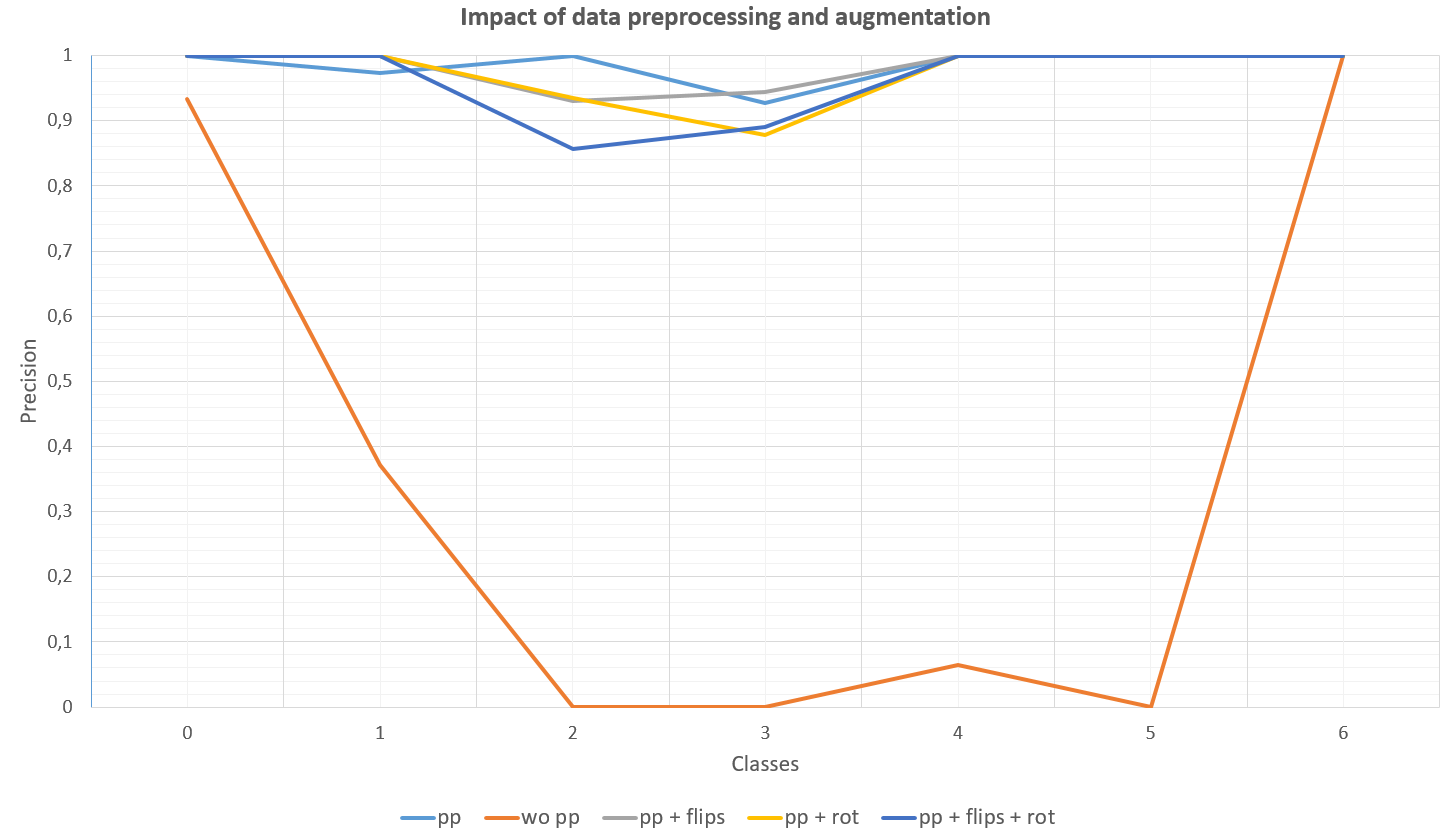 Impact of data preprocessing and augmentation
1
0,9
0,8
0,7
0,6
0,5
0,4
0,3
0,2
0,1
0
Precision
0 1 2 3 4 5 6
Classes
pp wo pp pp + flips pp + rot pp + flips + rot